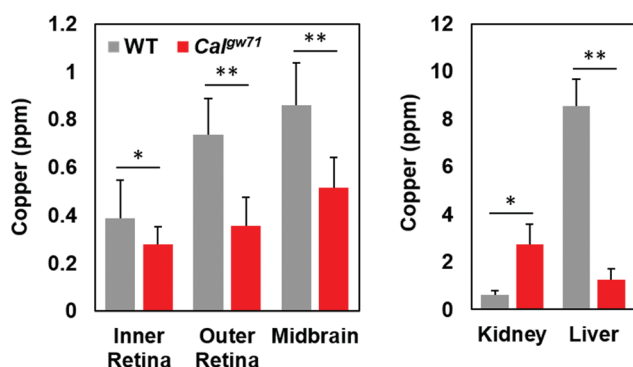 1.2
1
0.8
0.6
0.4
0.2
0
Copper (ppm)
WT Cal^gw71
*
**
**
Inner
Retina
Outer
Retina
Midbrain
12
10
8
6
4
2
0
Copper (ppm)
*
**
Kidney Liver